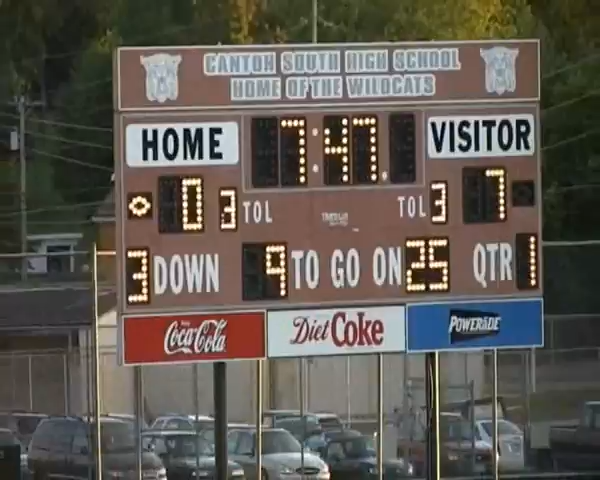 CANTON SOUTH HIGH SCHOOL
HOME OF THE WILDCATS
HOME 7:47 VISITOR
0 3 TOL TOL 3 7
3 DOWN 9 TO GO ON 25 QTR 1
Coca-Cola Diet Coke POWERADE